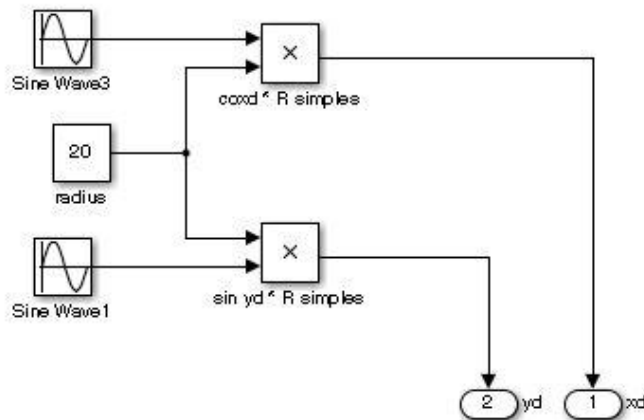 ×
Sine Wave3
coxd * R simples
20
radius
×
sin yd * R simples
Sine Wave1
2 yd
1 xd